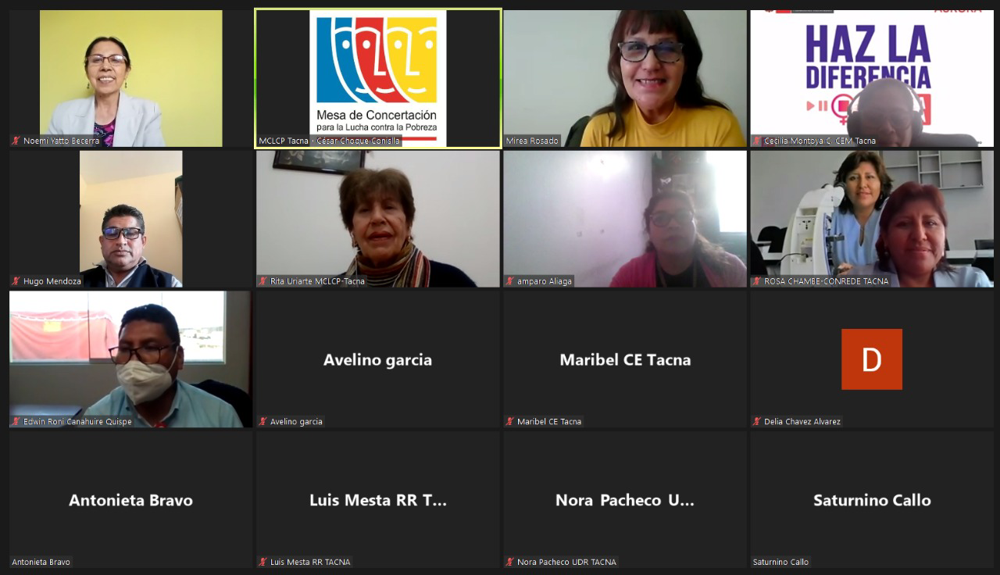 Mesa de Concertación
para la Lucha contra la Pobreza
HAZ LA
DIFERENCIA
Noemi Yatto Becerra
MCLCP Tacna - César Choque Conislla
Mirea Rosado
Cecilia Montoya C, CEM Tacna
Hugo Mendoza
Rita Uriarte MCLCP-Tacna
amparo Aliaga
ROSA CHAMBE-CONREDE TACNA
Avelino garcia
Maribel CE Tacna
D
Edwin Roni Canahuire Quispe
Avelino garcia
Maribel CE Tacna
Delia Chavez Alvarez
Antonieta Bravo
Luis Mesta RR T...
Nora Pacheco U...
Saturnino Callo
Antonieta Bravo
Luis Mesta RR TACNA
Nora Pacheco UDR TACNA
Saturnino Callo